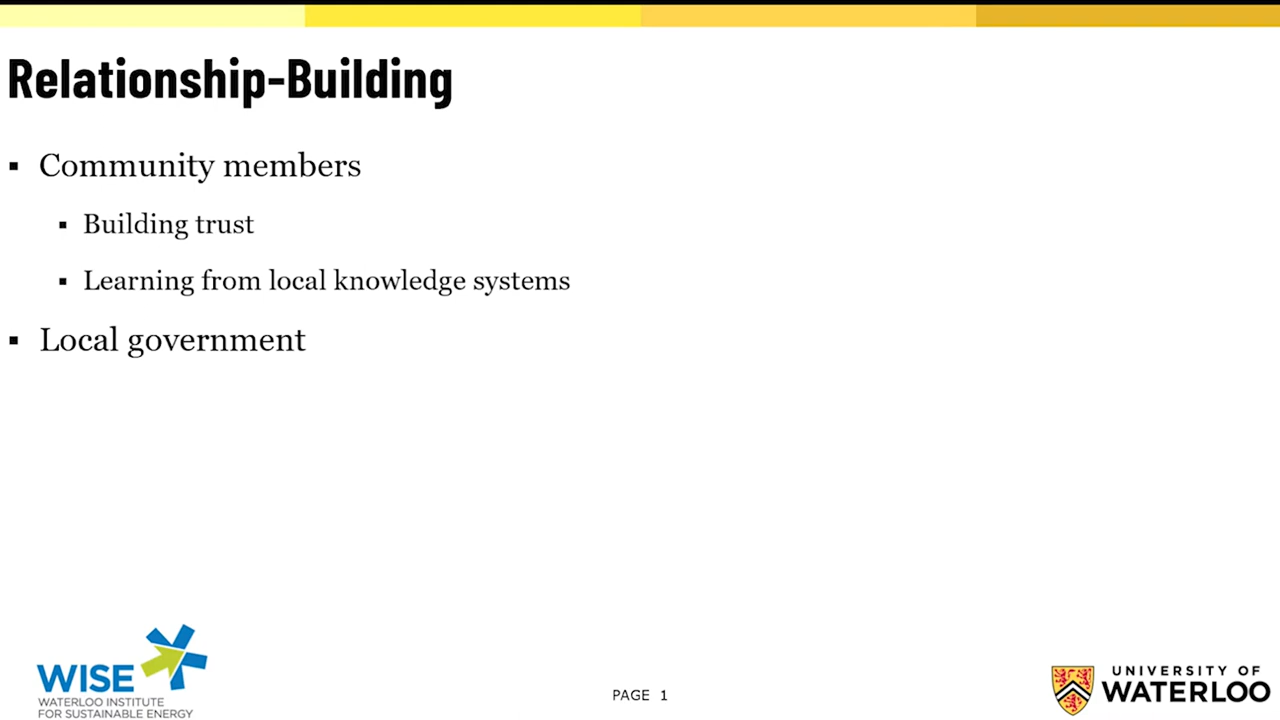 Relationship-Building
▪ Community members
▪ Building trust
▪ Learning from local knowledge systems
▪ Local government
WISE
WATERLOO INSTITUTE
FOR SUSTAINABLE ENERGY
PAGE 1
UNIVERSITY OF
WATERLOO